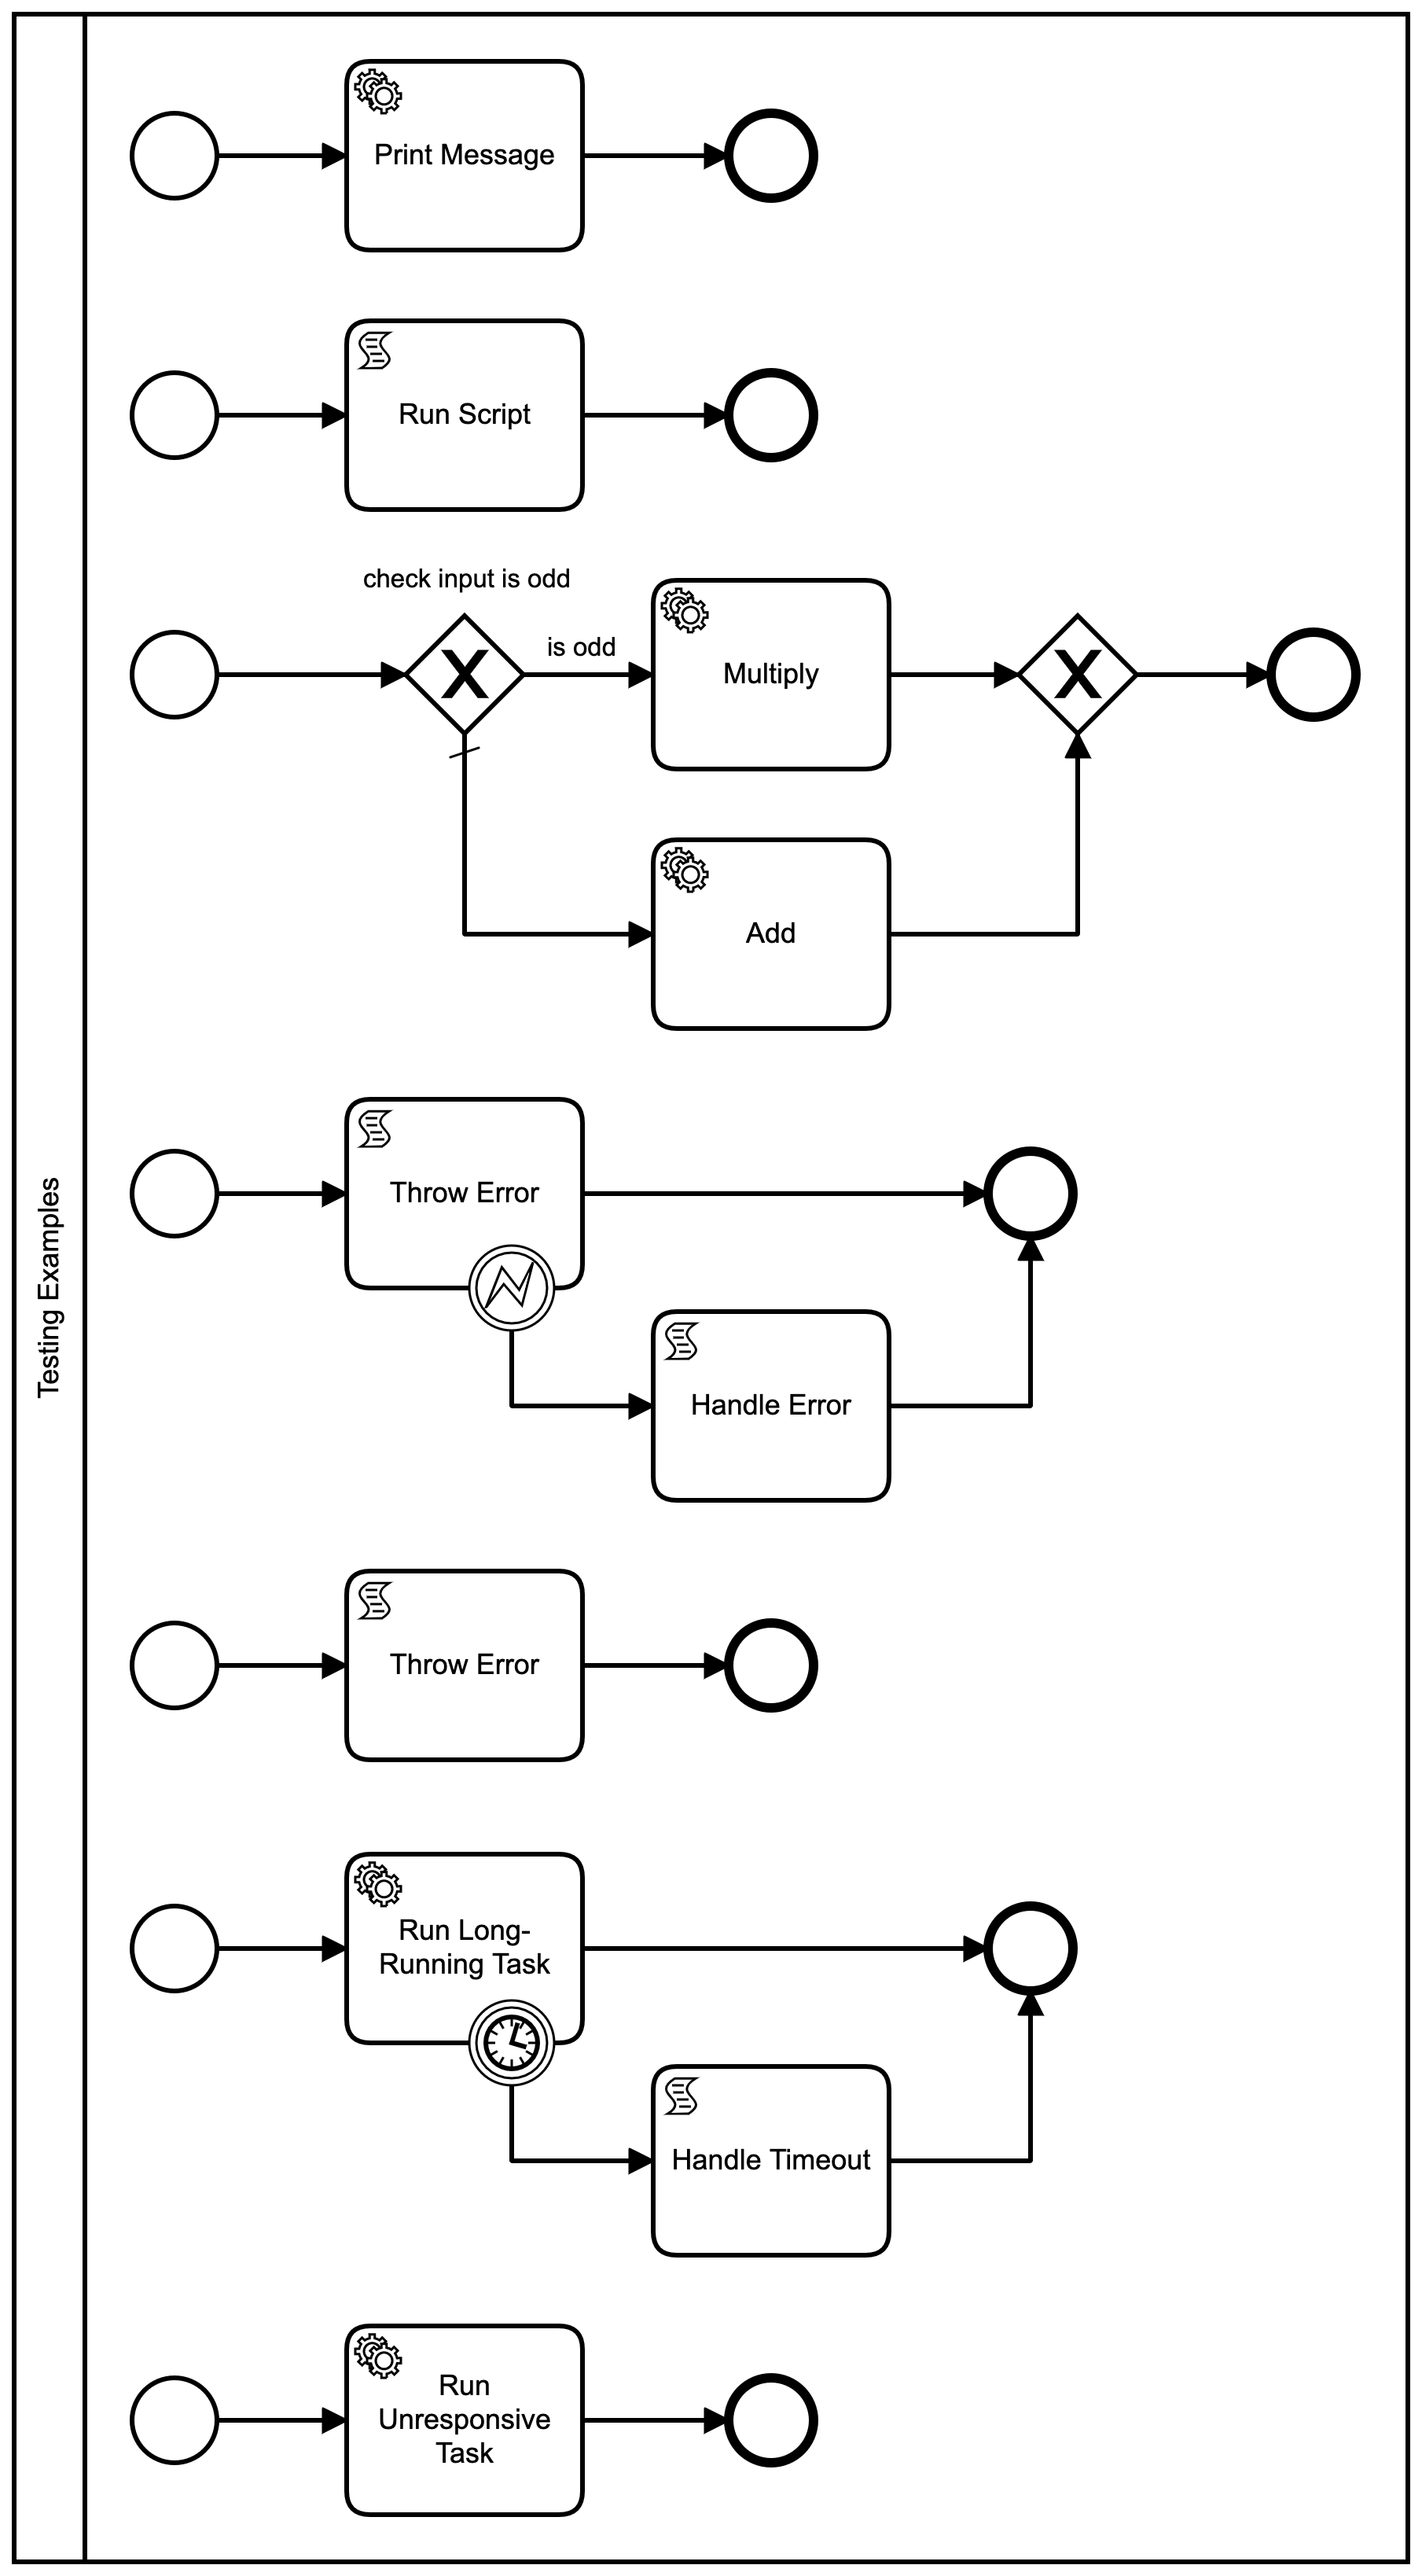 Testing Examples
Print Message
Run Script
check input is odd
is odd
Multiply
Add
Throw Error
Handle Error
Throw Error
Run Long-
Running Task
Handle Timeout
Run
Unresponsive
Task